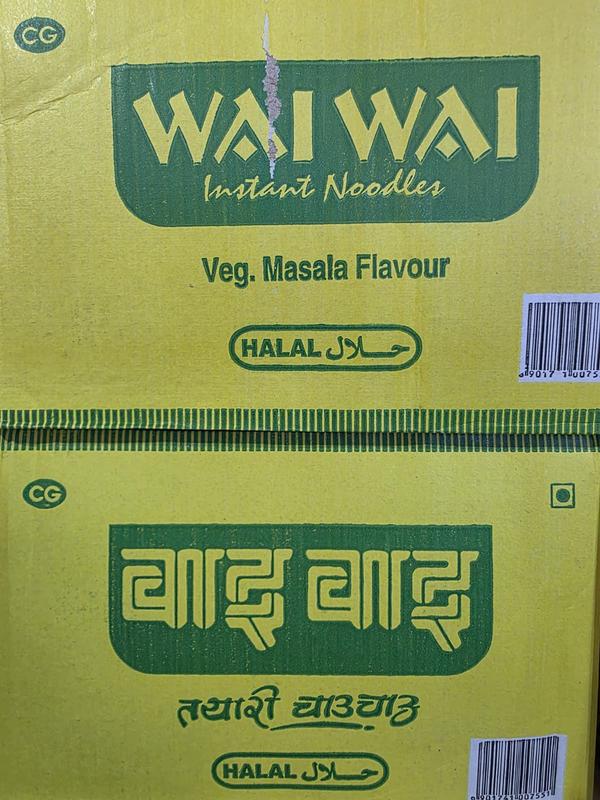 CG
WAI WAI
Instant Noodles
Veg. Masala Flavour
HALAL حلال
CG
वाइ वाइ
तयारी चाउचाउ
HALAL حلال